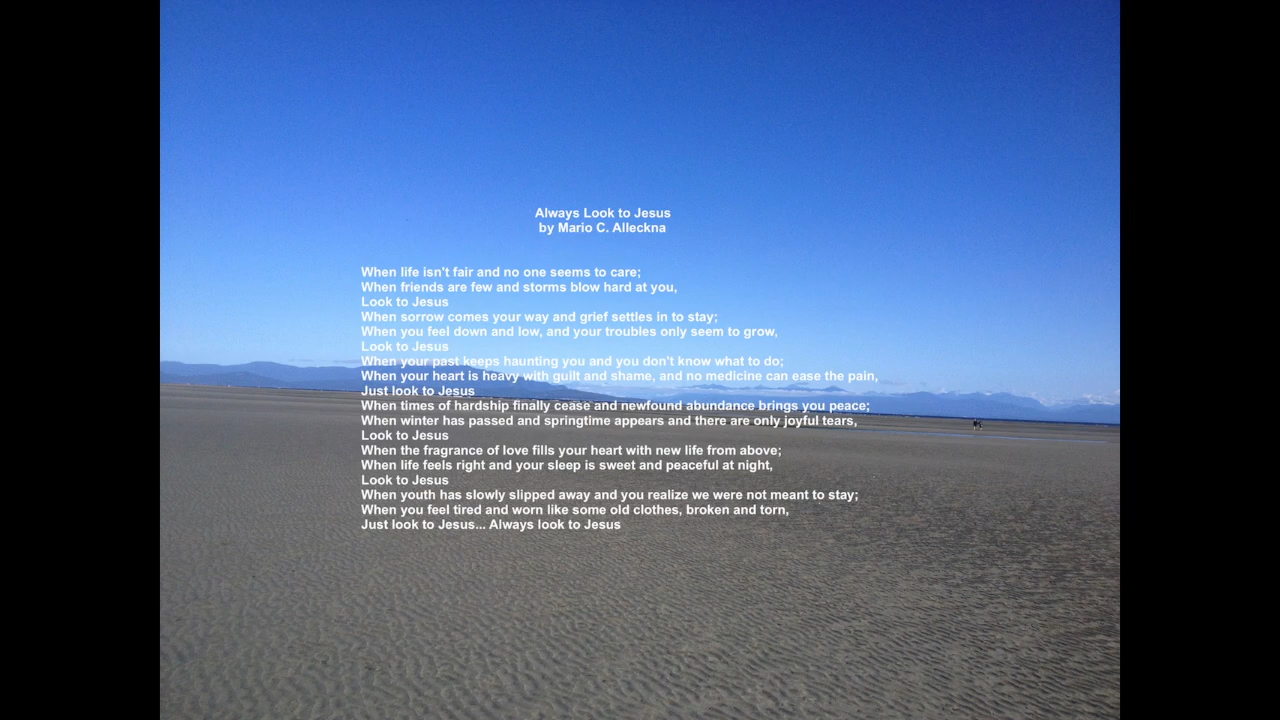 Always Look to Jesus
by Mario C. Alleckna
When life isn't fair and no one seems to care;
When friends are few and storms blow hard at you,
Look to Jesus
When sorrow comes your way and grief settles in to stay;
When you feel down and low, and your troubles only seem to grow,
Look to Jesus
When your past keeps haunting you and you don't know what to do;
When your heart is heavy with guilt and shame, and no medicine can ease the pain,
Just look to Jesus
When times of hardship finally cease and newfound abundance brings you peace;
When winter has passed and springtime appears and there are only joyful tears,
Look to Jesus
When the fragrance of love fills your heart with new life from above;
When life feels right and your sleep is sweet and peaceful at night,
Look to Jesus
When youth has slowly slipped away and you realize we were not meant to stay;
When you feel tired and worn like some old clothes, broken and torn,
Just look to Jesus... Always look to Jesus